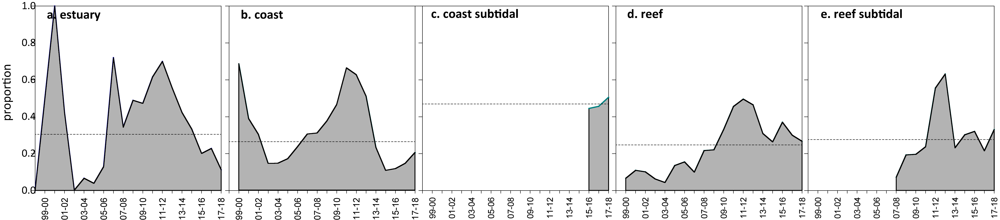 a. estuary
b. coast
c. coast subtidal
d. reef
e. reef subtidal
proportion
1.0
0.8
0.6
0.4
0.2
0.0
99-00 01-02 03-04 05-06 07-08 09-10 11-12 13-14 15-16 17-18
99-00 01-02 03-04 05-06 07-08 09-10 11-12 13-14 15-16 17-18
99-00 01-02 03-04 05-06 07-08 09-10 11-12 13-14 15-16 17-18
99-00 01-02 03-04 05-06 07-08 09-10 11-12 13-14 15-16 17-18
99-00 01-02 03-04 05-06 07-08 09-10 11-12 13-14 15-16 17-18